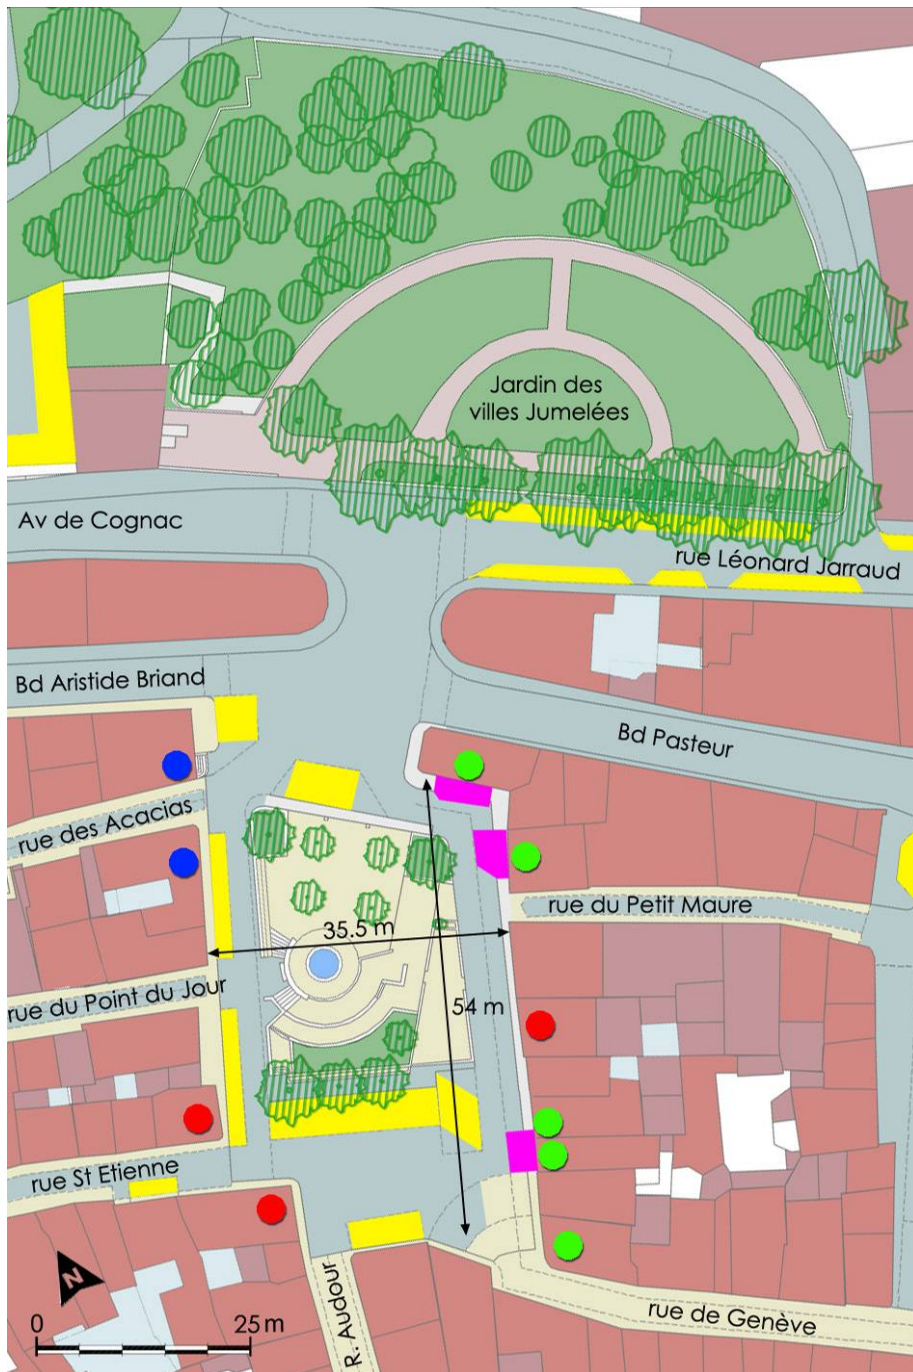 Jardin des
villes Jumelées
Av de Cognac
rue Léonard Jarraud
Bd Aristide Briand
Bd Pasteur
rue des Acacias
rue du Petit Maure
35.5 m
rue du Point du Jour
54 m
rue St Etienne
N
R. Audour
rue de Genève
0 25 m